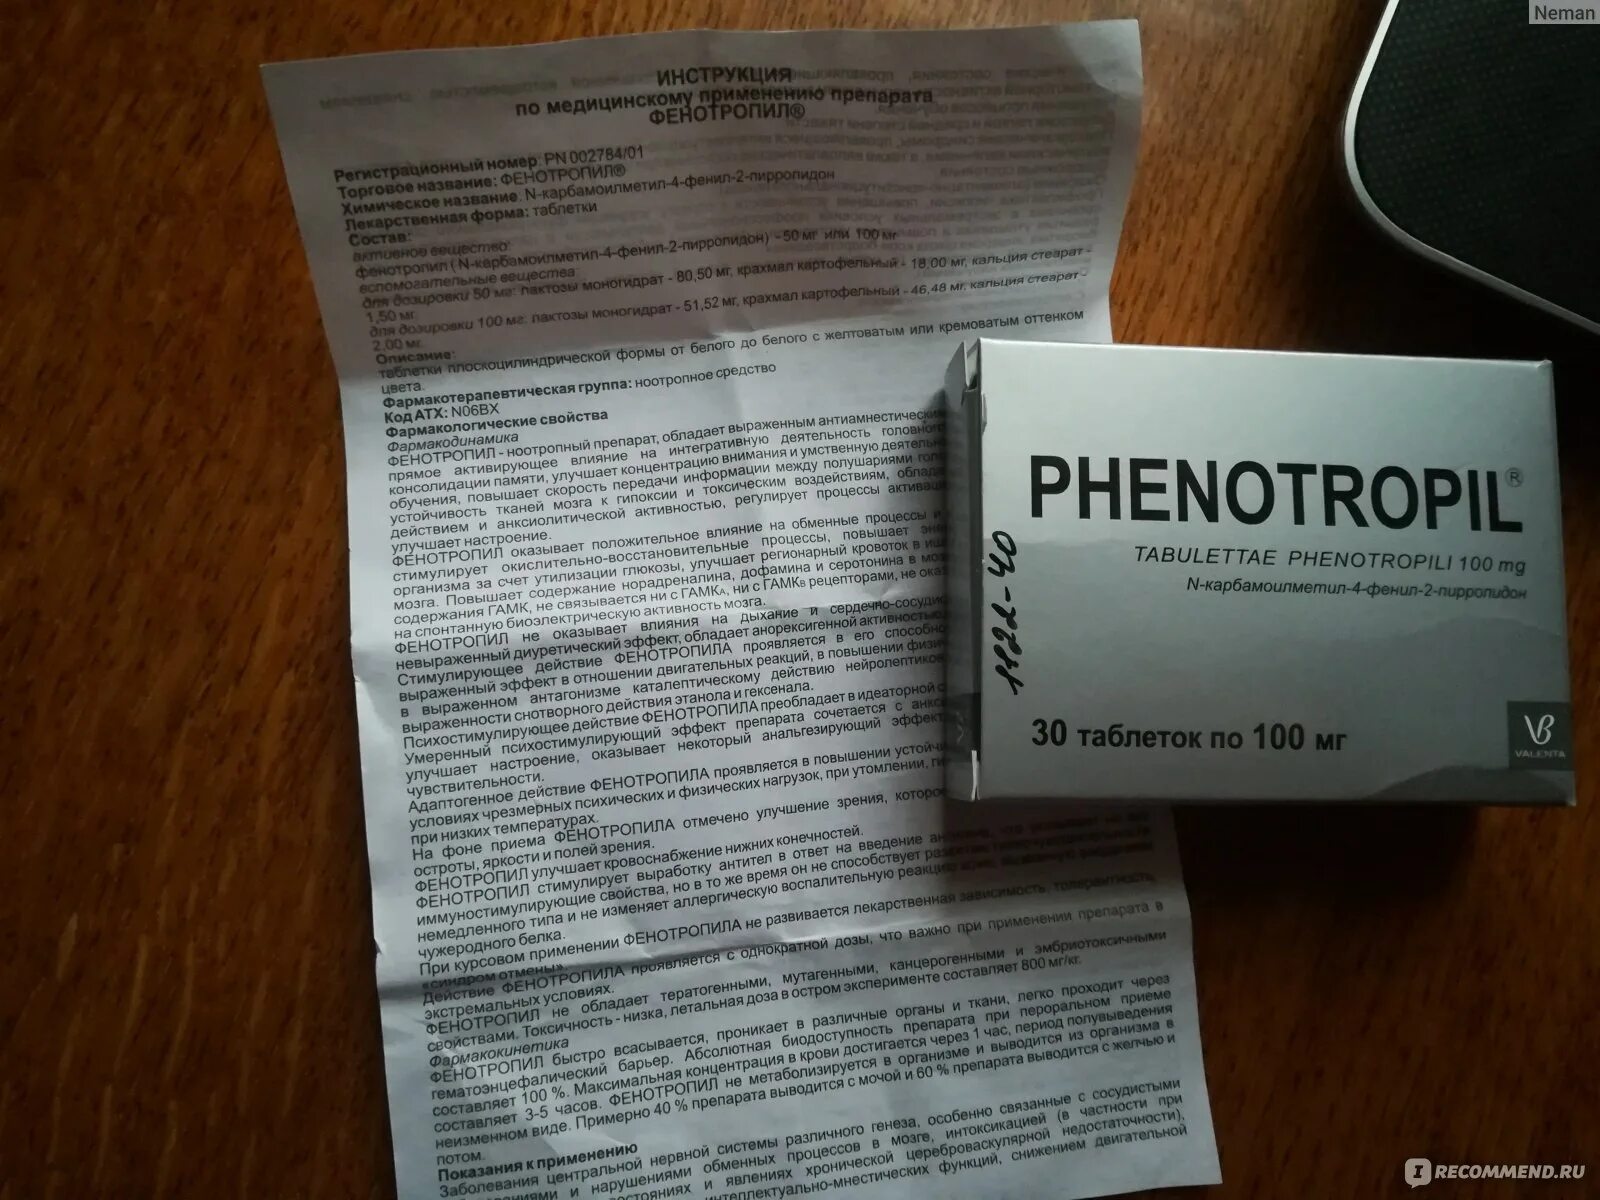 Neman
ИНСТРУКЦИЯ
по медицинскому применению препарата
ФЕНОТРОПИЛ®
Регистрационный номер: PN 002784/01
Торговое название: ФЕНОТРОПИЛ®
Химическое название: N-карбамоилметил-4-фенил-2-пирролидон
Лекарственная форма: таблетки
Состав:
активное вещество:
фенотропил (N-карбамоилметил-4-фенил-2-пирролидон) - 50 мг или 100 мг
вспомогательные вещества:
для дозировки 50 мг: лактозы моногидрат - 80,50 мг, крахмал картофельный - 18,00 мг, кальция стеарат -
1,50 мг.
для дозировки 100 мг: лактозы моногидрат - 51,52 мг, крахмал картофельный - 46,48 мг, кальция стеарат -
2,00 мг.
Описание:
таблетки плоскоцилиндрической формы от белого до белого с желтоватым или кремоватым оттенком
цвета.
Фармакотерапевтическая группа: ноотропное средство
Код АТХ: N06BX
Фармакологические свойства
Фармакодинамика
ФЕНОТРОПИЛ - ноотропный препарат, обладает выраженным антиамнестическим
прямое активирующее влияние на интегративную деятельность головного
консолидации памяти, улучшает концентрацию внимания и умственную деятельн
обучения, повышает скорость передачи информации между полушариями гол
устойчивость тканей мозга к гипоксии и токсическим воздействиям, облада
действием и анксиолитической активностью, регулирует процессы активац
улучшает настроение.
ФЕНОТРОПИЛ оказывает положительное влияние на обменные процессы и
стимулирует окислительно-восстановительные процессы, повышает эне
организма за счет утилизации глюкозы, улучшает регионарный кровоток в иш
мозга. Повышает содержание норадреналина, дофамина и серотонина в моз
содержания ГАМК, не связывается ни с ГАМКА, ни с ГАМКв рецепторами, не ока
на спонтанную биоэлектрическую активность мозга.
ФЕНОТРОПИЛ не оказывает влияния на дыхание и сердечно-сосудис
невыраженный диуретический эффект, обладает анорексигенной активностью
Стимулирующее действие ФЕНОТРОПИЛА проявляется в его способно
выраженный эффект в отношении двигательных реакций, в повышении физи
в выраженном антагонизме каталептическому действию нейролептиков
выраженности снотворного действия этанола и гексенала.
Психостимулирующее действие ФЕНОТРОПИЛА преобладает в идеаторной с
Умеренный психостимулирующий эффект препарата сочетается с анкс
улучшает настроение, оказывает некоторый анальгезирующий эффект
чувствительности.
Адаптогенное действие ФЕНОТРОПИЛА проявляется в повышении устойчи
условиях чрезмерных психических и физических нагрузок, при утомлении, ги
при низких температурах.
На фоне приема ФЕНОТРОПИЛА отмечено улучшение зрения, которое
остроты, яркости и полей зрения.
ФЕНОТРОПИЛ улучшает кровоснабжение нижних конечностей.
ФЕНОТРОПИЛ стимулирует выработку антител в ответ на введение
иммуностимулирующие свойства, но в то же время он не способствует
немедленного типа и не изменяет аллергическую воспалительную реакцию
чужеродного белка.
При курсовом применении ФЕНОТРОПИЛА не развивается лекарственная зависимость, толерантность,
«синдром отмены».
Действие ФЕНОТРОПИЛА проявляется с однократной дозы, что важно при применении препарата в
экстремальных условиях.
ФЕНОТРОПИЛ не обладает тератогенными, мутагенными, канцерогенными и эмбриотоксичными
свойствами. Токсичность - низка, летальная доза в остром эксперименте составляет 800 мг/кг.
Фармакокинетика
ФЕНОТРОПИЛ быстро всасывается, проникает в различные органы и ткани, легко проходит через
гематоэнцефалический барьер. Абсолютная биодоступность препарата при пероральном приеме
составляет 100 %. Максимальная концентрация в крови достигается через 1 час, период полувыведения
составляет 3-5 часов. ФЕНОТРОПИЛ не метаболизируется в организме и выводится из организма в
неизменном виде. Примерно 40 % препарата выводится с мочой и 60 % препарата выводится с желчью и
потом.
Показания к применению
Заболевания центральной нервной системы различного генеза, особенно связанные с сосудистыми
и нарушениями обменных процессов в мозге, интоксикацией (в частности при
и явлениях хронической цереброваскулярной недостаточности),
интеллектуально-мнестических функций, снижением двигательной
PHENOTROPIL®
TABULETTAE PHENOTROPILI 100 mg
N-карбамоилметил-4-фенил-2-пирролидон
1122-40
30 таблеток по 100 мг
VALENTA
IRECOMMEND.RU